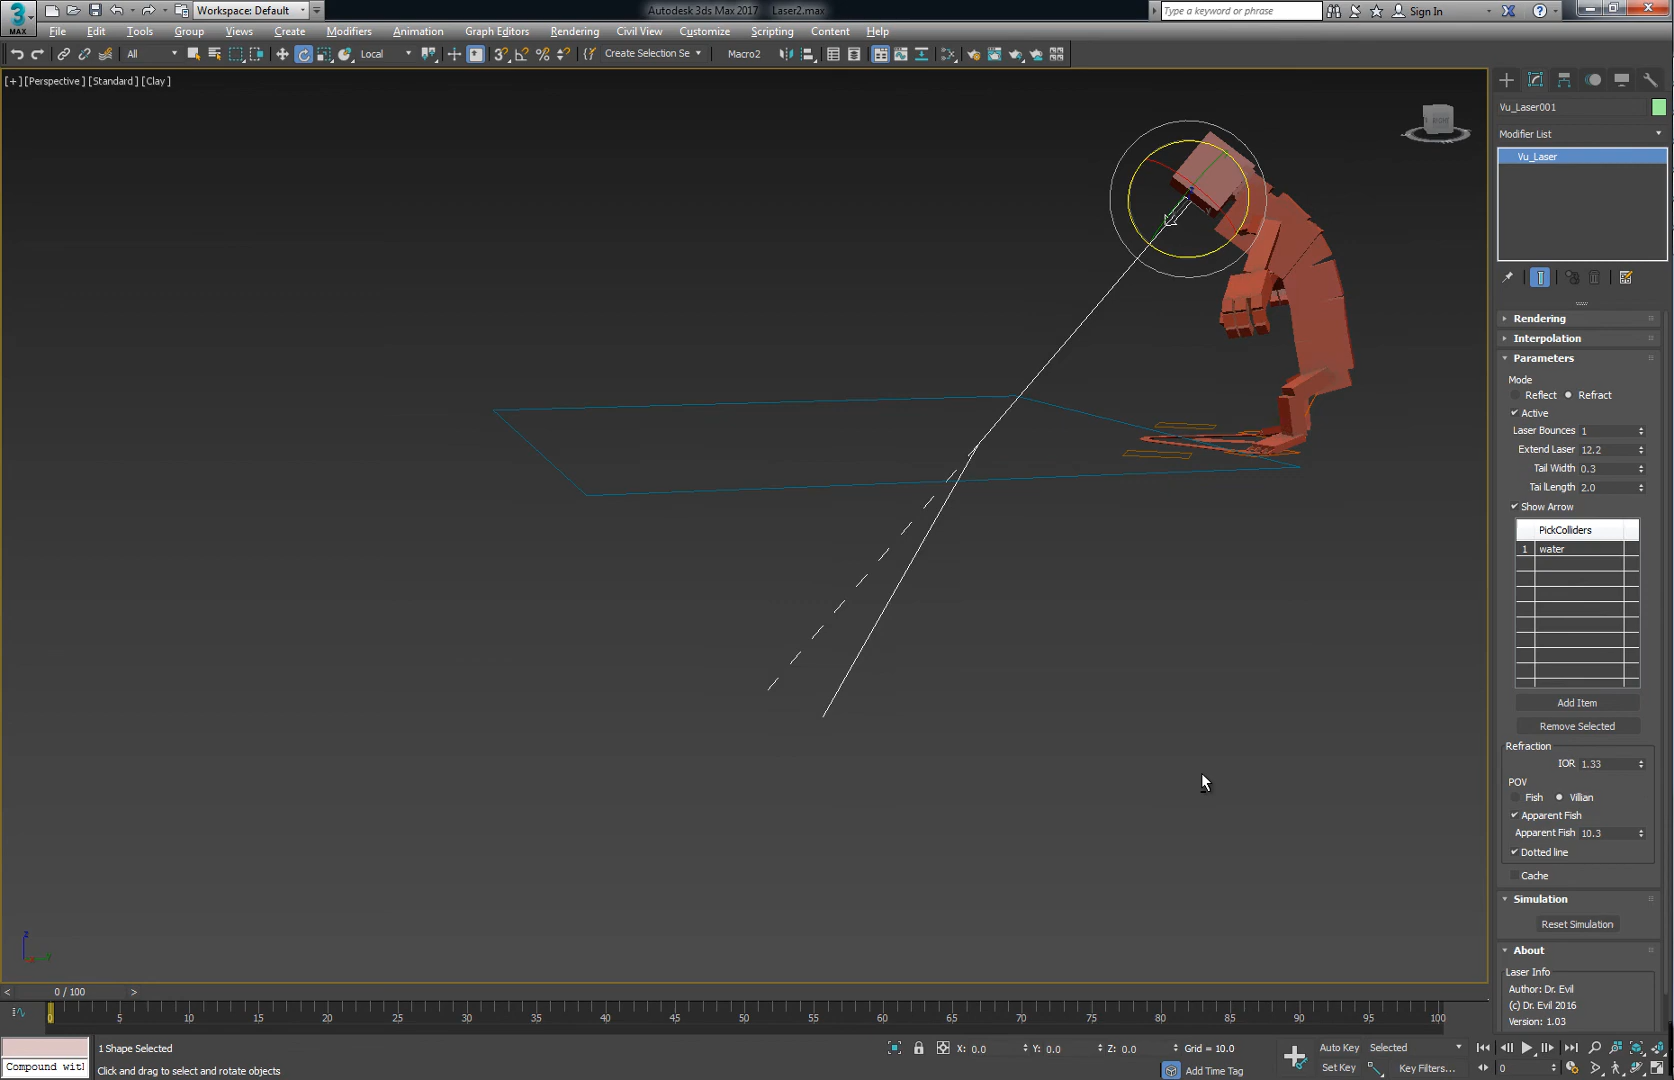 3
MAX
Workspace: Default
Autodesk 3ds Max 2017 Laser2.max
Type a keyword or phrase
Sign In
File Edit Tools Group Views Create Modifiers Animation Graph Editors Rendering Civil View Customize Scripting Content Help
All Local Create Selection Se Macro2
[+] [Perspective ] [Standard ] [Clay ]
Vu_Laser001
Modifier List
Vu_Laser
Rendering
Interpolation
Parameters
Mode
Reflect Refract
Active
Laser Bounces 1
Extend Laser 12.2
Tail Width 0.3
Tai lLength 2.0
Show Arrow
PickColliders
1 water
Add Item
Remove Selected
Refraction
IOR 1.33
POV
Fish Villian
Apparent Fish
Apparent Fish 10.3
Dotted line
Cache
Simulation
Reset Simulation
About
Laser Info
Author: Dr. Evil
(c) Dr. Evil 2016
Version: 1.03
z
< 0 / 100 >
0 5 10 15 20 25 30 35 40 45 50 55 60 65 70 75 80 85 90 95 100
1 Shape Selected
X: 0.0 Y: 0.0 Z: 0.0 Grid = 10.0
Auto Key Selected
Compound wit
Click and drag to select and rotate objects
Add Time Tag
Set Key Key Filters... 0